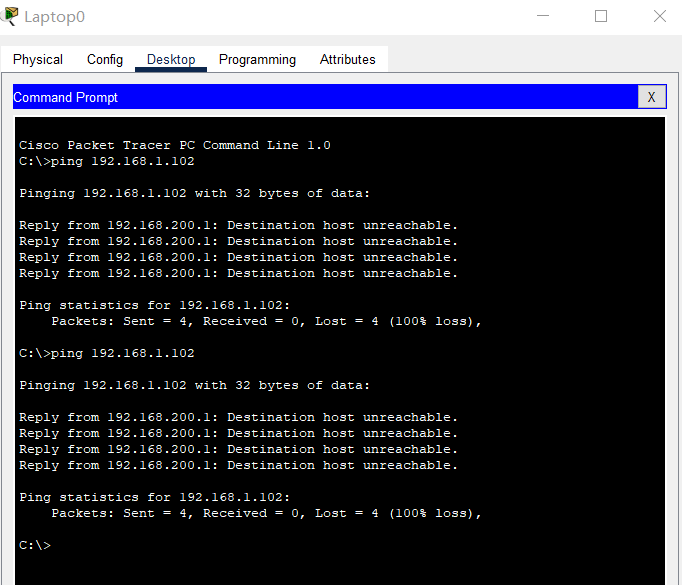 Laptop0
Physical Config Desktop Programming Attributes
Command Prompt X
Cisco Packet Tracer PC Command Line 1.0
C:\>ping 192.168.1.102
Pinging 192.168.1.102 with 32 bytes of data:
Reply from 192.168.200.1: Destination host unreachable.
Reply from 192.168.200.1: Destination host unreachable.
Reply from 192.168.200.1: Destination host unreachable.
Reply from 192.168.200.1: Destination host unreachable.
Ping statistics for 192.168.1.102:
    Packets: Sent = 4, Received = 0, Lost = 4 (100% loss),
C:\>ping 192.168.1.102
Pinging 192.168.1.102 with 32 bytes of data:
Reply from 192.168.200.1: Destination host unreachable.
Reply from 192.168.200.1: Destination host unreachable.
Reply from 192.168.200.1: Destination host unreachable.
Reply from 192.168.200.1: Destination host unreachable.
Ping statistics for 192.168.1.102:
    Packets: Sent = 4, Received = 0, Lost = 4 (100% loss),
C:\>